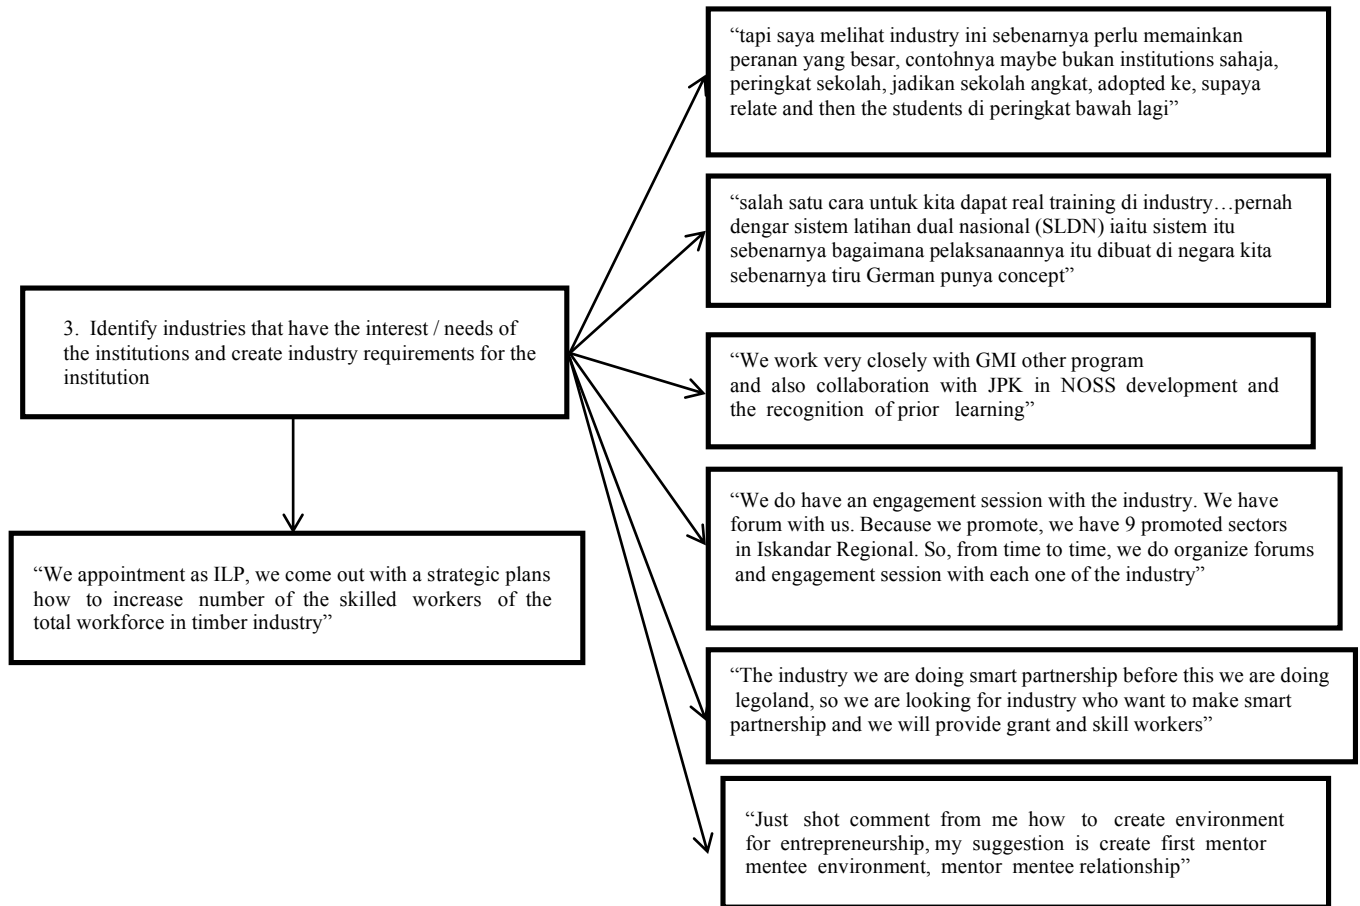 “tapi saya melihat industry ini sebenarnya perlu memainkan
peranan yang besar, contohnya maybe bukan institutions sahaja,
peringkat sekolah, jadikan sekolah angkat, adopted ke, supaya
relate and then the students di peringkat bawah lagi”
“salah satu cara untuk kita dapat real training di industry…pernah
dengar sistem latihan dual nasional (SLDN) iaitu sistem itu
sebenarnya bagaimana pelaksanaannya itu dibuat di negara kita
sebenarnya tiru German punya concept”
3. Identify industries that have the interest / needs of
the institutions and create industry requirements for the
institution
“We work very closely with GMI other program
and also collaboration with JPK in NOSS development and
the recognition of prior learning”
“We do have an engagement session with the industry. We have
forum with us. Because we promote, we have 9 promoted sectors
in Iskandar Regional. So, from time to time, we do organize forums
and engagement session with each one of the industry”
“We appointment as ILP, we come out with a strategic plans
how to increase number of the skilled workers of the
total workforce in timber industry”
“The industry we are doing smart partnership before this we are doing
legoland, so we are looking for industry who want to make smart
partnership and we will provide grant and skill workers”
“Just shot comment from me how to create environment
for entrepreneurship, my suggestion is create first mentor
mentee environment, mentor mentee relationship”